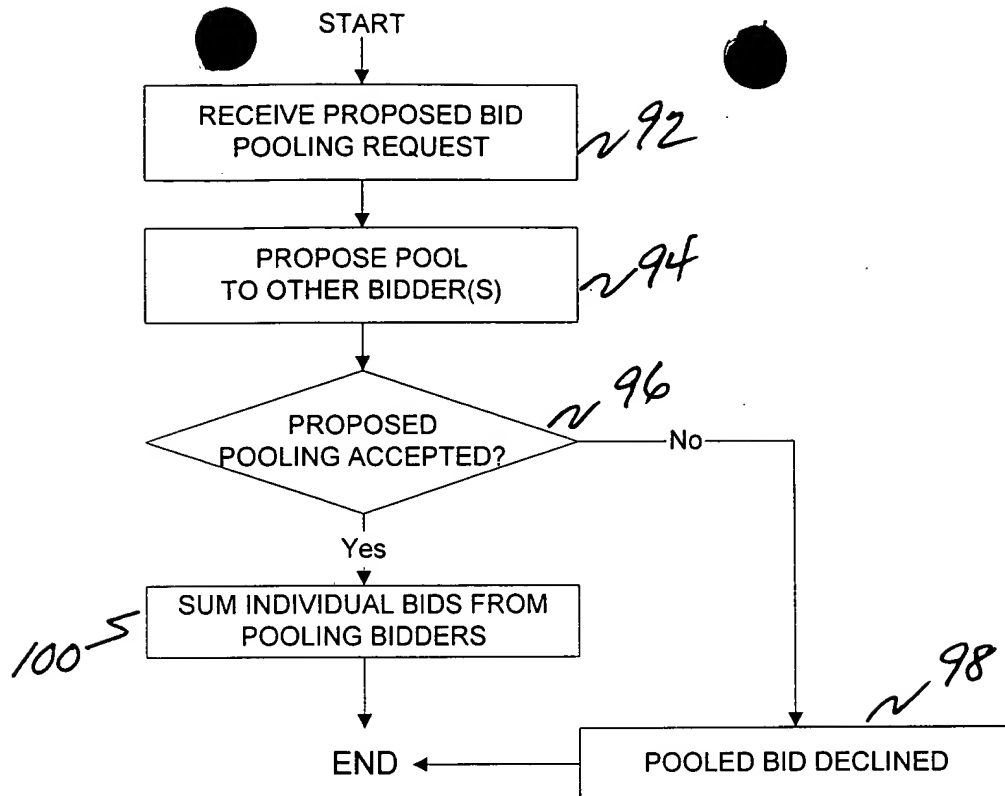 START
RECEIVE PROPOSED BID
POOLING REQUEST
92
PROPOSE POOL
TO OTHER BIDDER(S)
94
PROPOSED
POOLING ACCEPTED?
96
No
Yes
SUM INDIVIDUAL BIDS FROM
POOLING BIDDERS
100
98
END
POOLED BID DECLINED